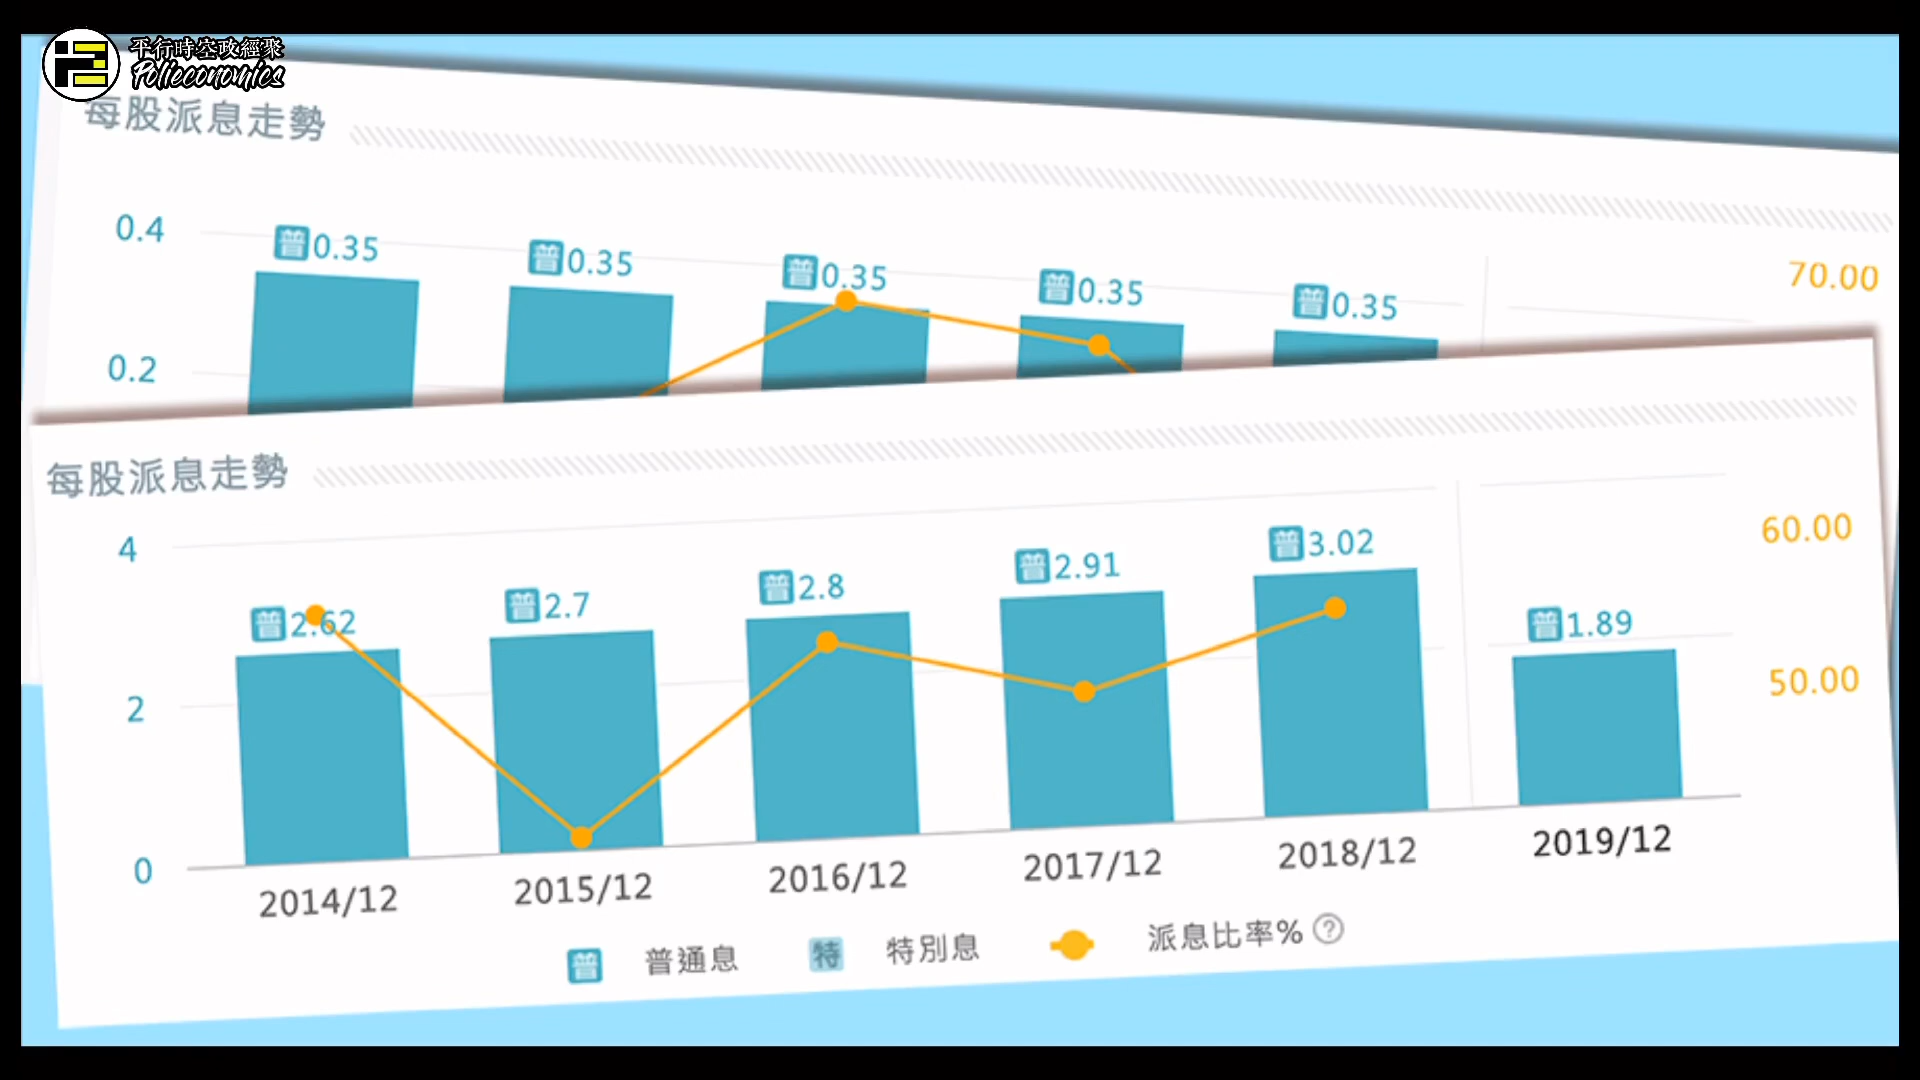 平行時空政經聚
Polieconomics
每股派息走勢
0.4
普0.35
普0.35
普0.35
普0.35
普0.35
70.00
0.2
每股派息走勢
4
普2.62
普2.7
普2.8
普2.91
普3.02
普1.89
60.00
2
50.00
0
2014/12
2015/12
2016/12
2017/12
2018/12
2019/12
普 普通息 特 特別息 派息比率% ?